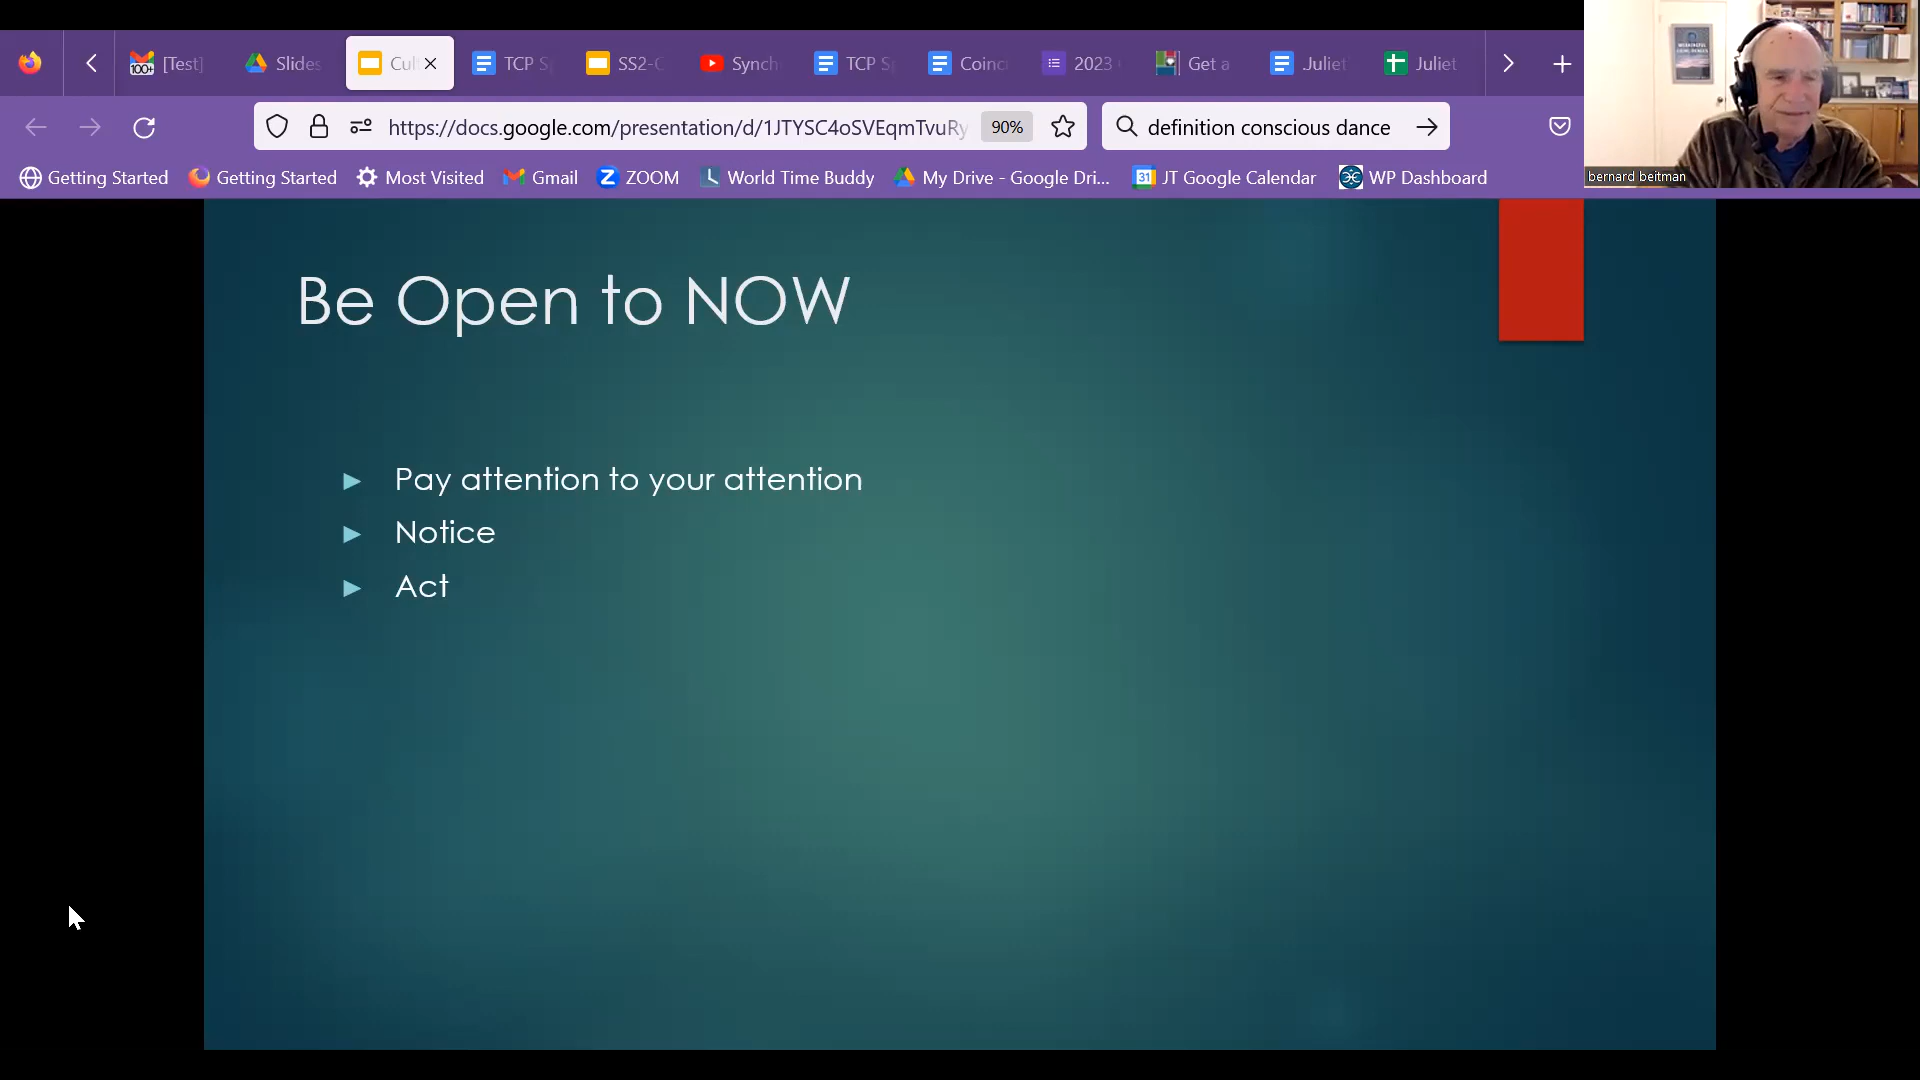 100+
[Test]
Slides
Cul
TCP S
SS2-C
Synch
TCP S
Coinc
2023
Get a
Juliet
Juliet
https://docs.google.com/presentation/d/1JTYSC4oSVEqmTvuRy
90%
definition conscious dance
Getting Started
Getting Started
Most Visited
Gmail
ZOOM
World Time Buddy
My Drive - Google Dri...
31
JT Google Calendar
WP Dashboard
bernard beitman
Be Open to NOW
Pay attention to your attention
Notice
Act